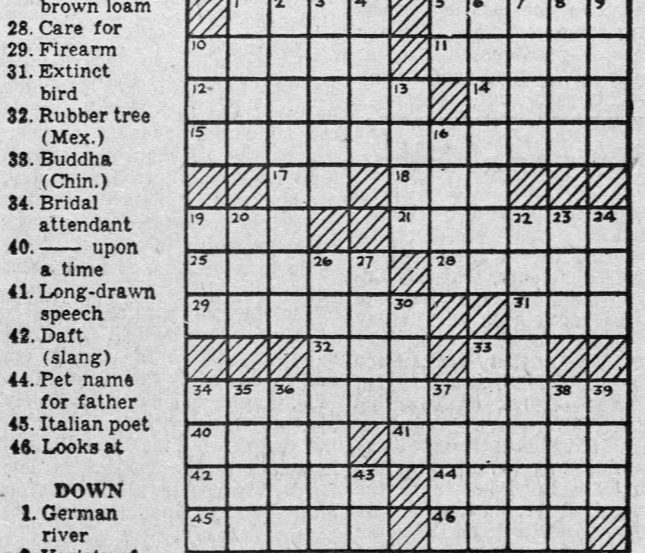 brown loam
28. Care for
29. Firearm
31. Extinct
bird
32. Rubber tree
(Mex.)
33. Buddha
(Chin.)
34. Bridal
attendant
40. —— upon
a time
41. Long-drawn
speech
42. Daft
(slang)
44. Pet name
for father
45. Italian poet
46. Looks at
DOWN
1. German
river
1 2 3 4 5 6 7 8 9
10 11
12 13 14
15 16
17 18
19 20 21 22 23 24
25 26 27 28
29 30 31
32 33
34 35 36 37 38 39
40 41
42 43 44
45 46